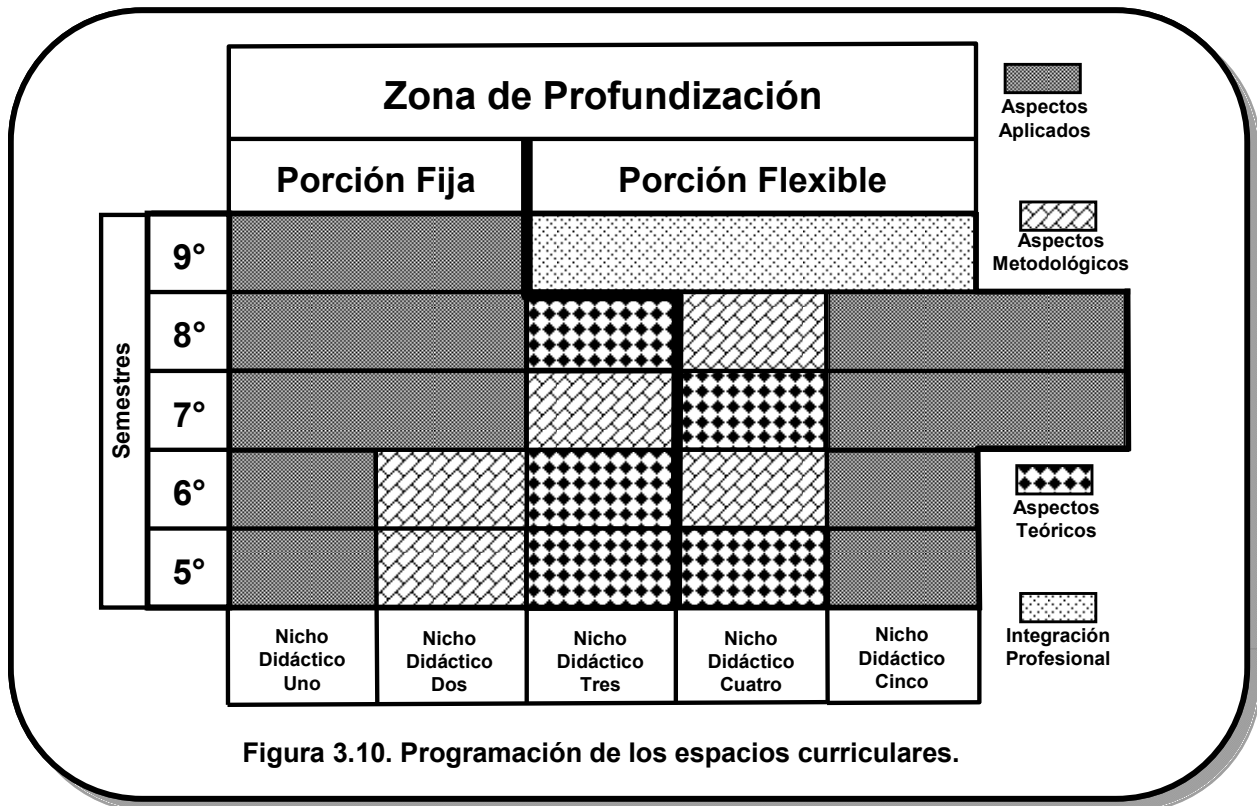 Zona de Profundización
Porción Fija
Porción Flexible
Semestres
9°
8°
7°
6°
5°
Nicho
Didáctico
Uno
Nicho
Didáctico
Dos
Nicho
Didáctico
Tres
Nicho
Didáctico
Cuatro
Nicho
Didáctico
Cinco
Aspectos
Aplicados
Aspectos
Metodológicos
Aspectos
Teóricos
Integración
Profesional
Figura 3.10. Programación de los espacios curriculares.